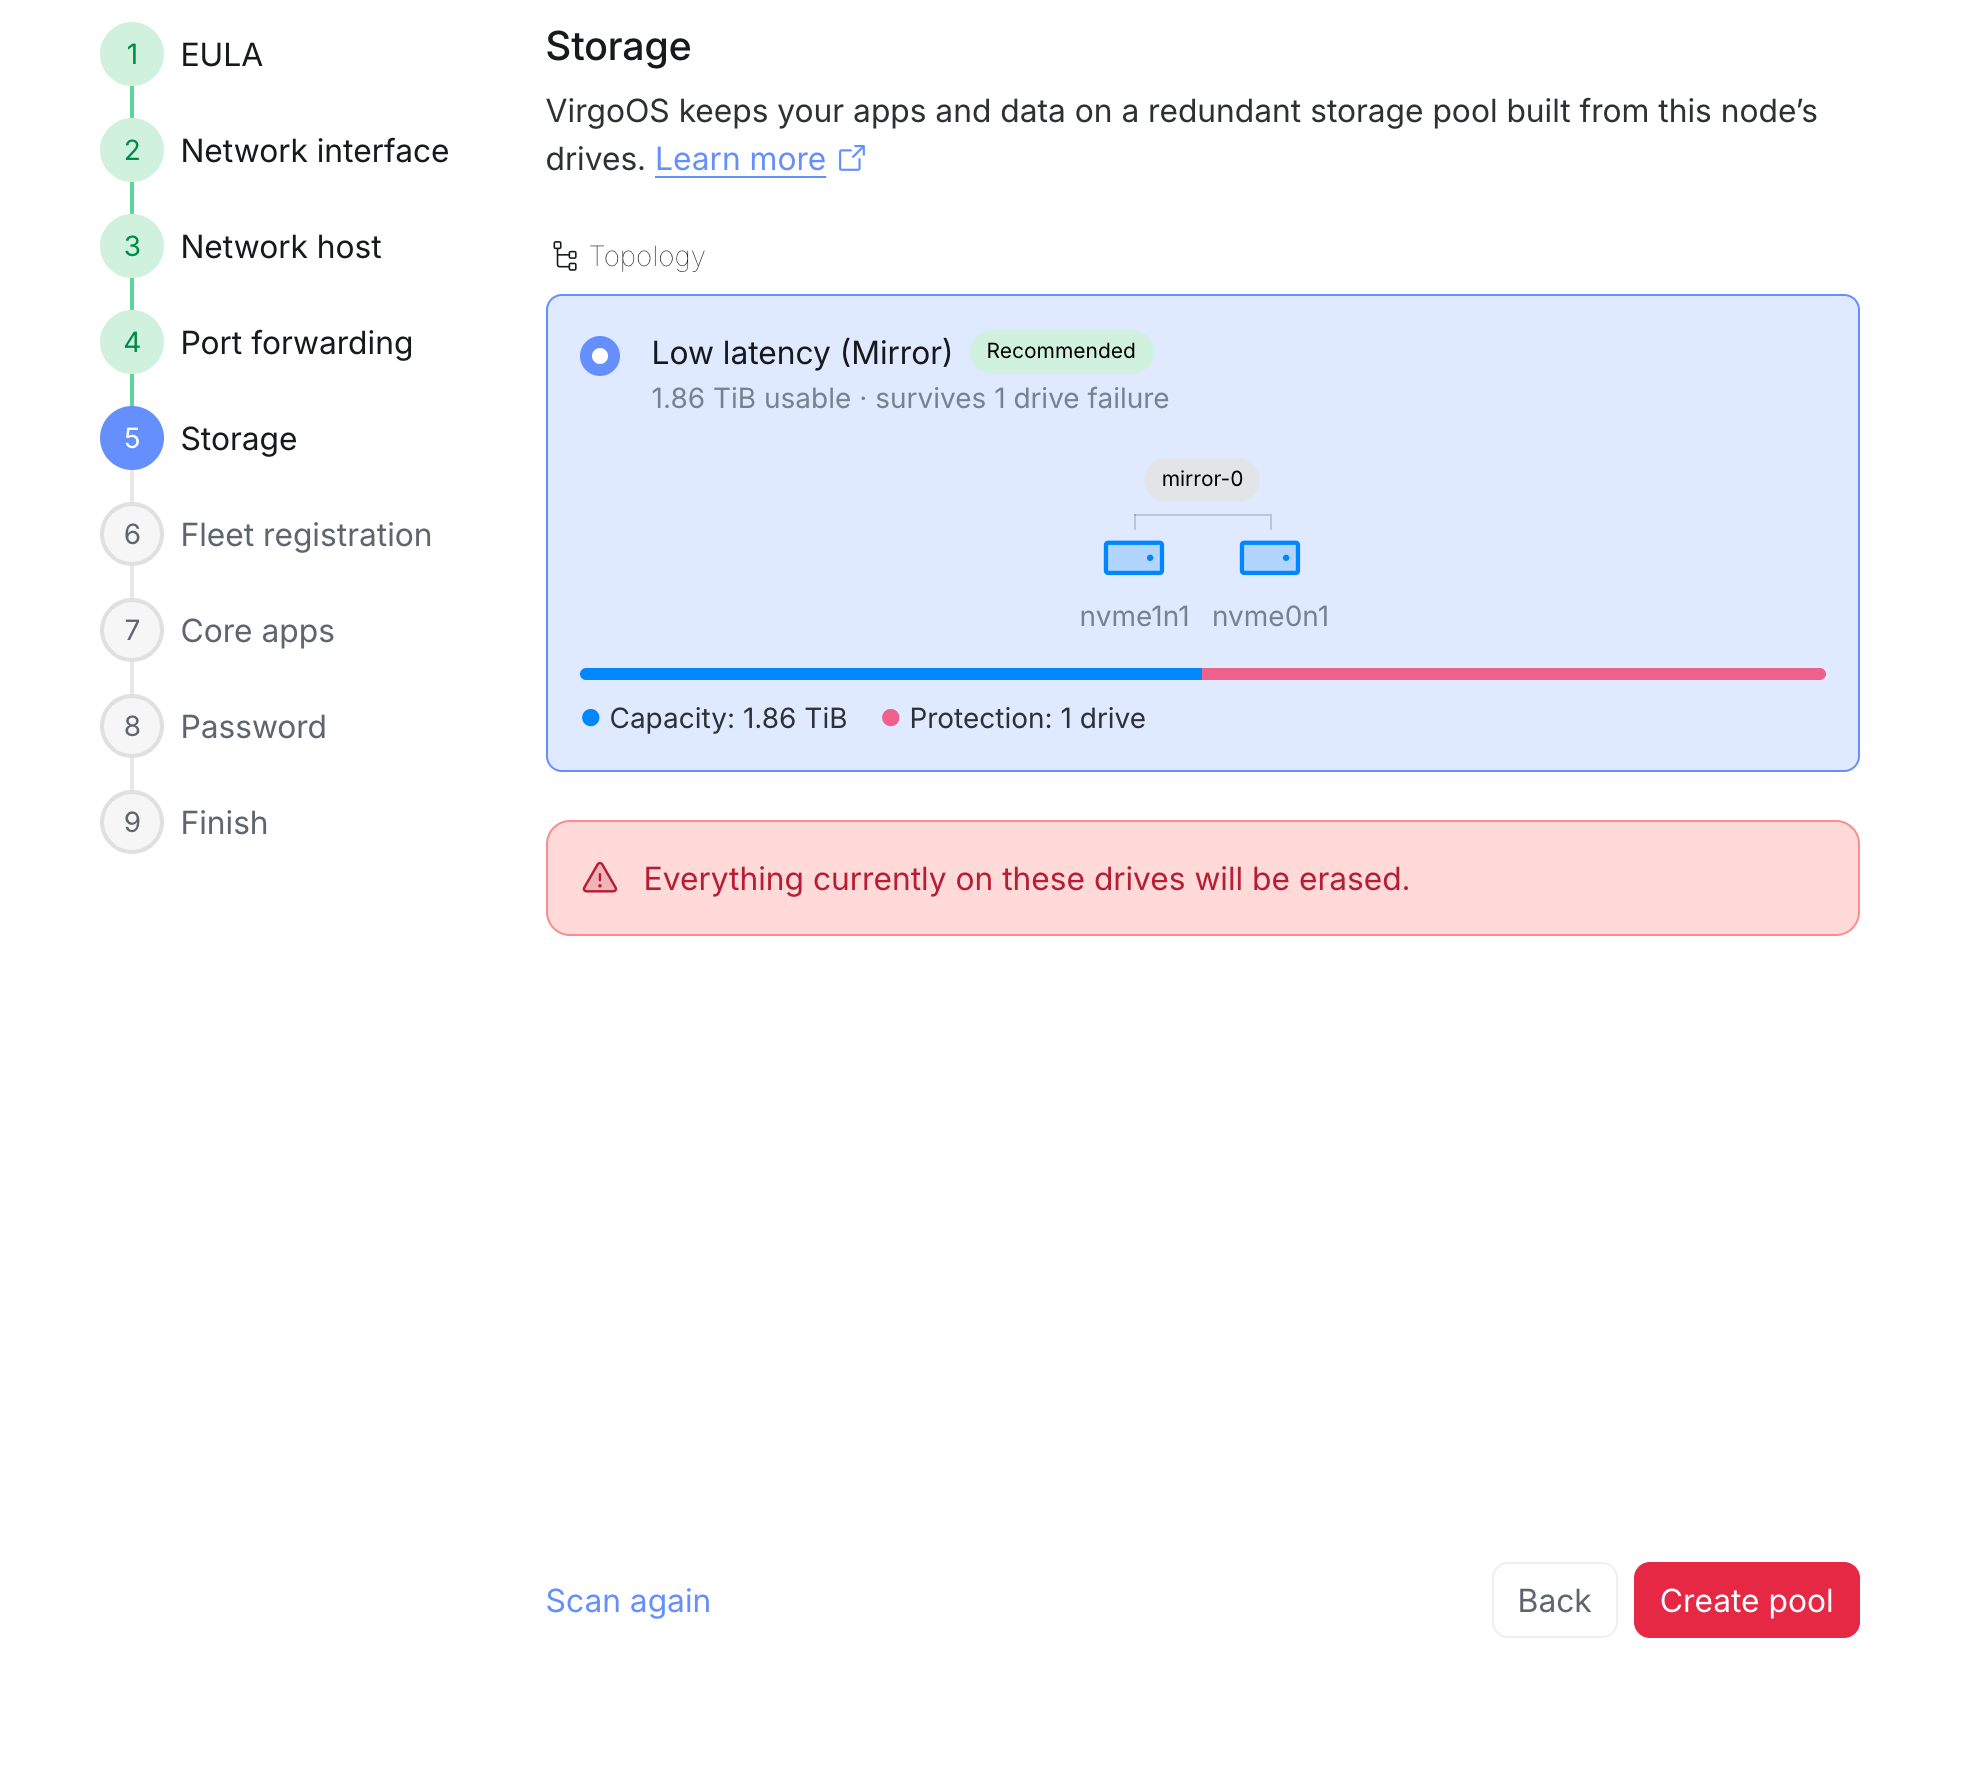 1 EULA
2 Network interface
3 Network host
4 Port forwarding
5 Storage
6 Fleet registration
7 Core apps
8 Password
9 Finish
Storage
VirgoOS keeps your apps and data on a redundant storage pool built from this node’s
drives. Learn more
Topology
Low latency (Mirror) Recommended
1.86 TiB usable · survives 1 drive failure
mirror-0
nvme1n1 nvme0n1
Capacity: 1.86 TiB Protection: 1 drive
Everything currently on these drives will be erased.
Scan again Back Create pool